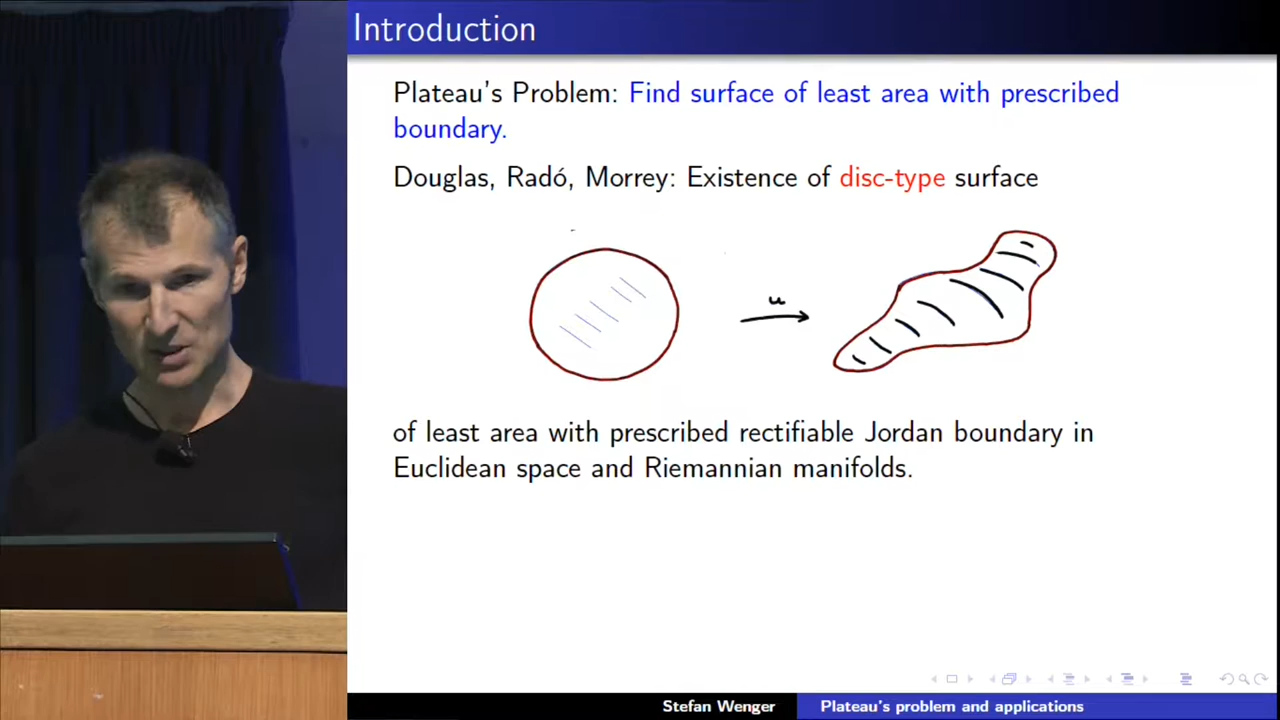 Introduction
Plateau's Problem: Find surface of least area with prescribed
boundary.
Douglas, Radó, Morrey: Existence of disc-type surface
u
of least area with prescribed rectifiable Jordan boundary in
Euclidean space and Riemannian manifolds.
Stefan Wenger Plateau's problem and applications